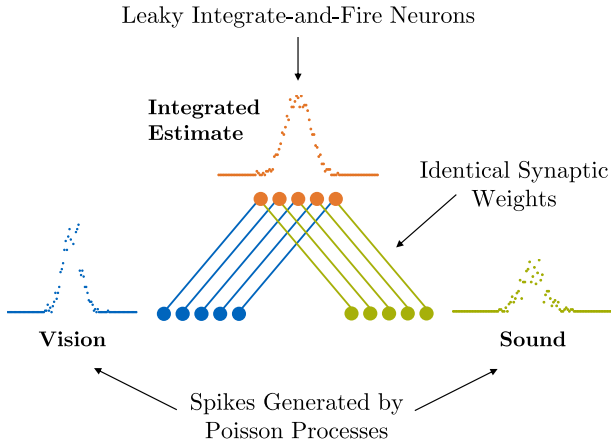 Leaky Integrate-and-Fire Neurons
Integrated
Estimate
Identical Synaptic
Weights
Vision
Sound
Spikes Generated by
Poisson Processes